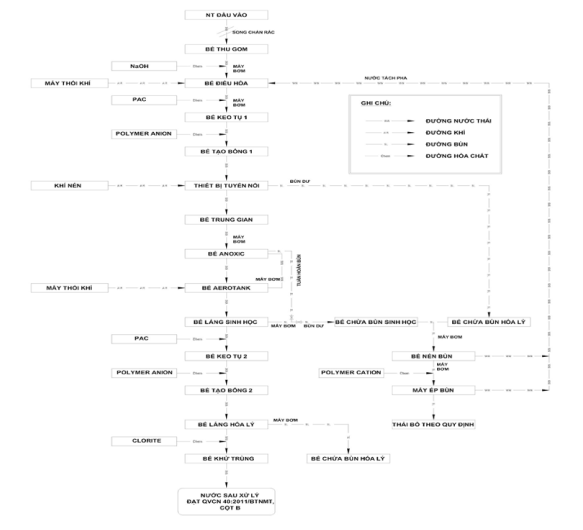 NT ĐẦU VÀO
SONG CHẮN RÁC
BỂ THU GOM
NaOH
MÁY
BƠM
NƯỚC TÁCH PHA
MÁY THỔI KHÍ
BỂ ĐIỀU HÒA
PAC
MÁY
BƠM
BỂ KEO TỤ 1
POLYMER ANION
BỂ TẠO BÔNG 1
GHI CHÚ:
ĐƯỜNG NƯỚC THẢI
ĐƯỜNG KHÍ
ĐƯỜNG BÙN
ĐƯỜNG HÓA CHẤT
KHÍ NÉN
THIẾT BỊ TUYỂN NỔI
BÙN DƯ
BỂ TRUNG GIAN
MÁY
BƠM
BỂ ANOXIC
TUẦN HOÀN BÙN
MÁY BƠM
MÁY THỔI KHÍ
BỂ AEROTANK
BỂ LẮNG SINH HỌC
MÁY BƠM
BÙN DƯ
BỂ CHỨA BÙN SINH HỌC
BỂ CHỨA BÙN HÓA LÝ
PAC
MÁY BƠM
BỂ KEO TỤ 2
BỂ NÉN BÙN
POLYMER ANION
POLYMER CATION
MÁY
BƠM
BỂ TẠO BÔNG 2
MÁY ÉP BÙN
BỂ LẮNG HÓA LÝ
MÁY BƠM
THẢI BỎ THEO QUY ĐỊNH
CLORITE
BỂ KHỬ TRÙNG
BỂ CHỨA BÙN HÓA LÝ
NƯỚC SAU XỬ LÝ
ĐẠT QVCN 40:2011/BTNMT,
CỘT B